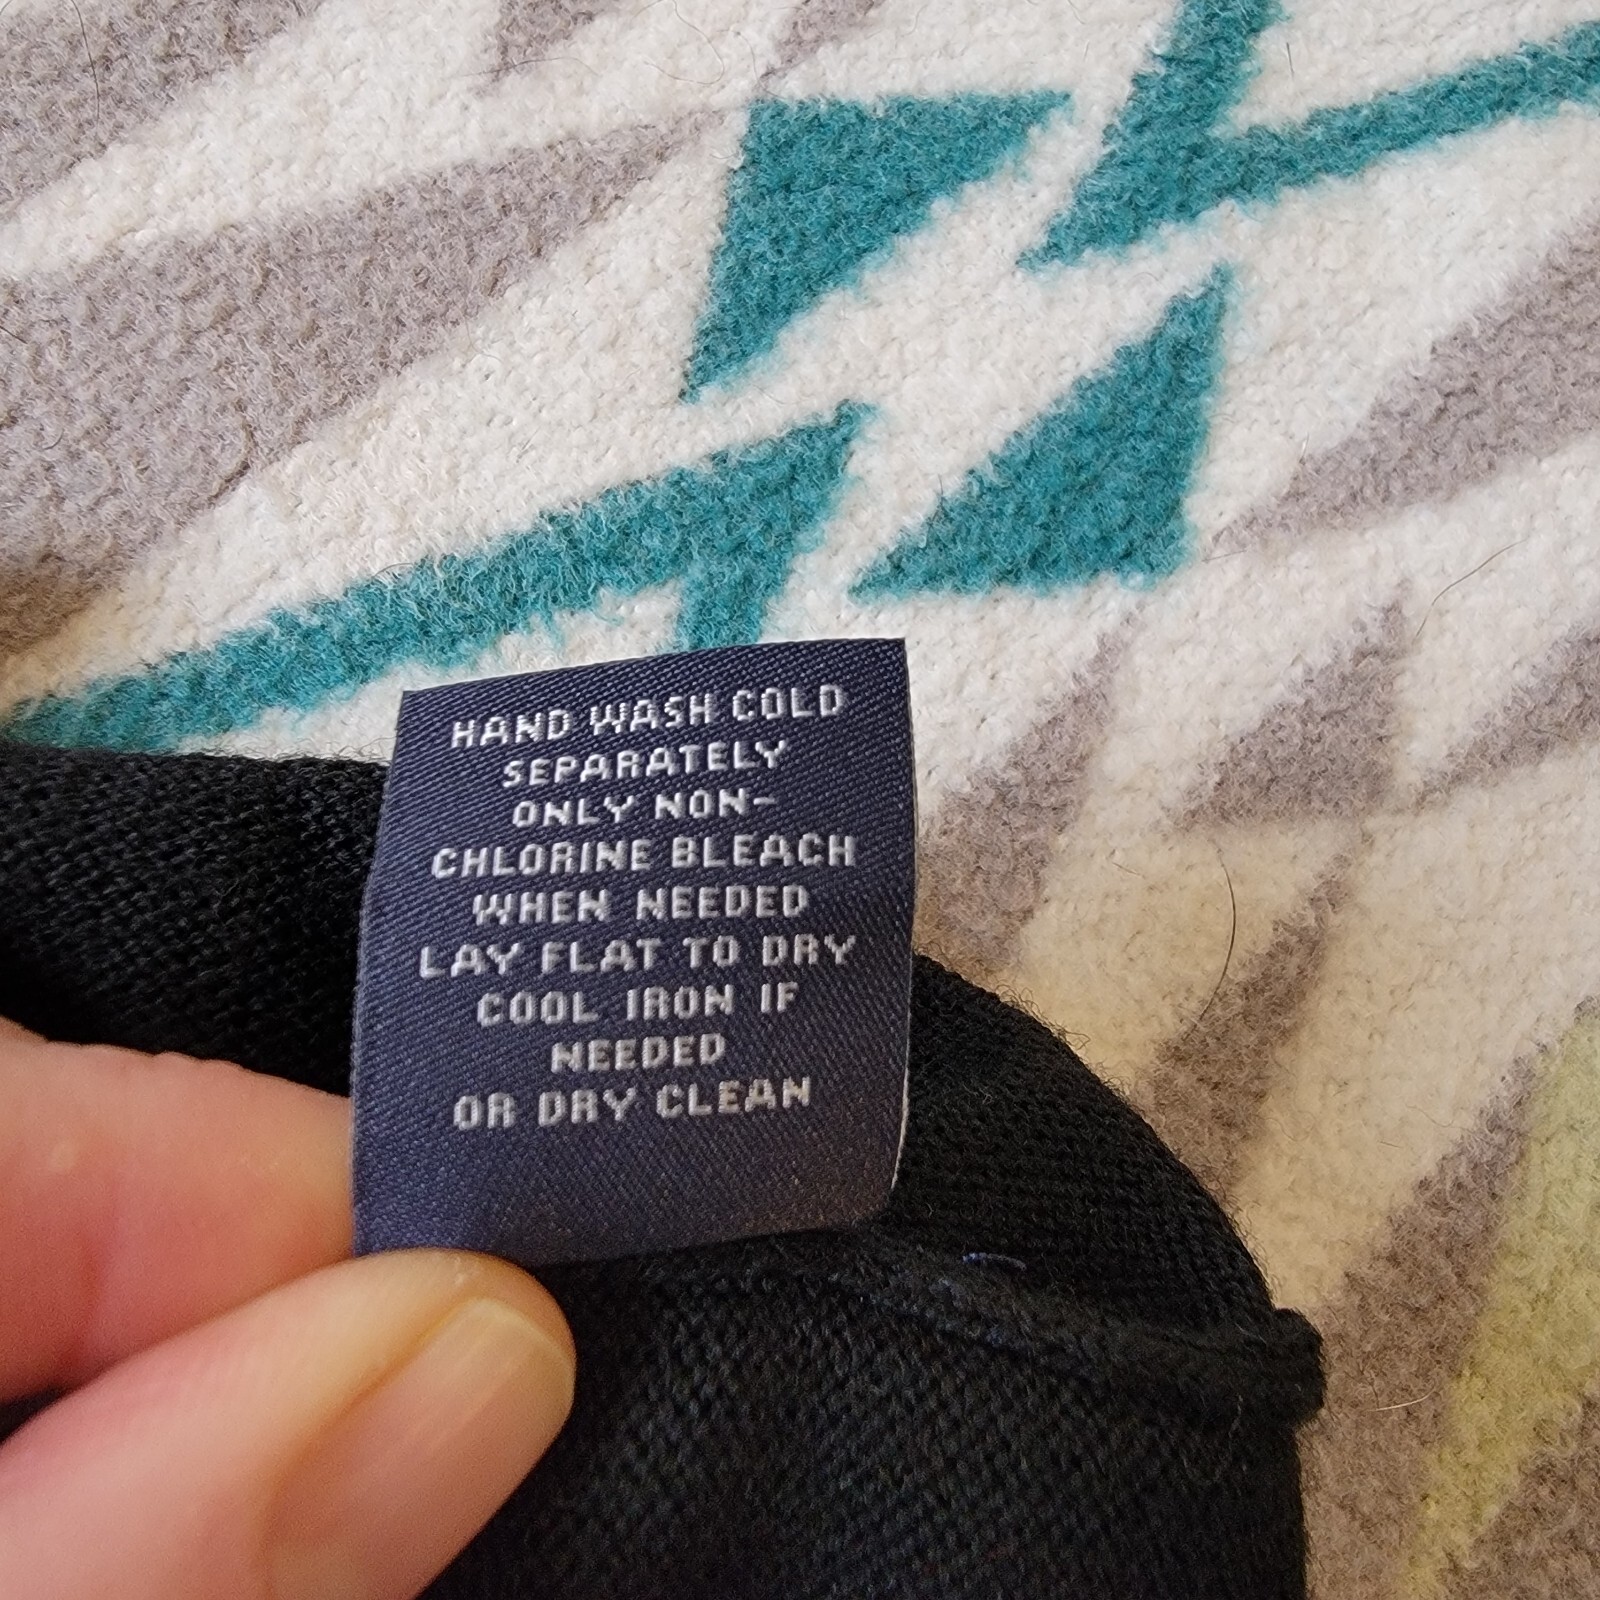 HAND WASH COLD
SEPARATELY
ONLY NON-
CHLORINE BLEACH
WHEN NEEDED
LAY FLAT TO DRY
COOL IRON IF
NEEDED
OR DRY CLEAN